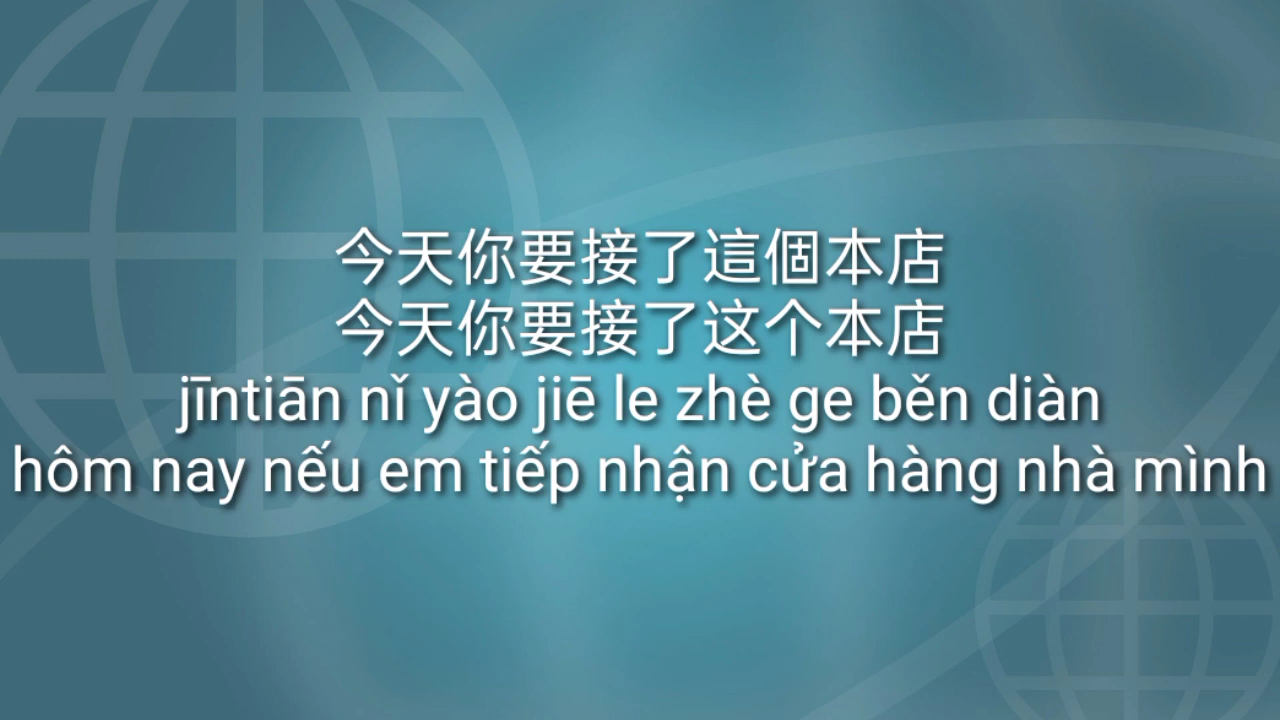 今天你要接了這個本店
今天你要接了这个本店
jīntiān nǐ yào jiē le zhè ge běn diàn
hôm nay nếu em tiếp nhận cửa hàng nhà mình